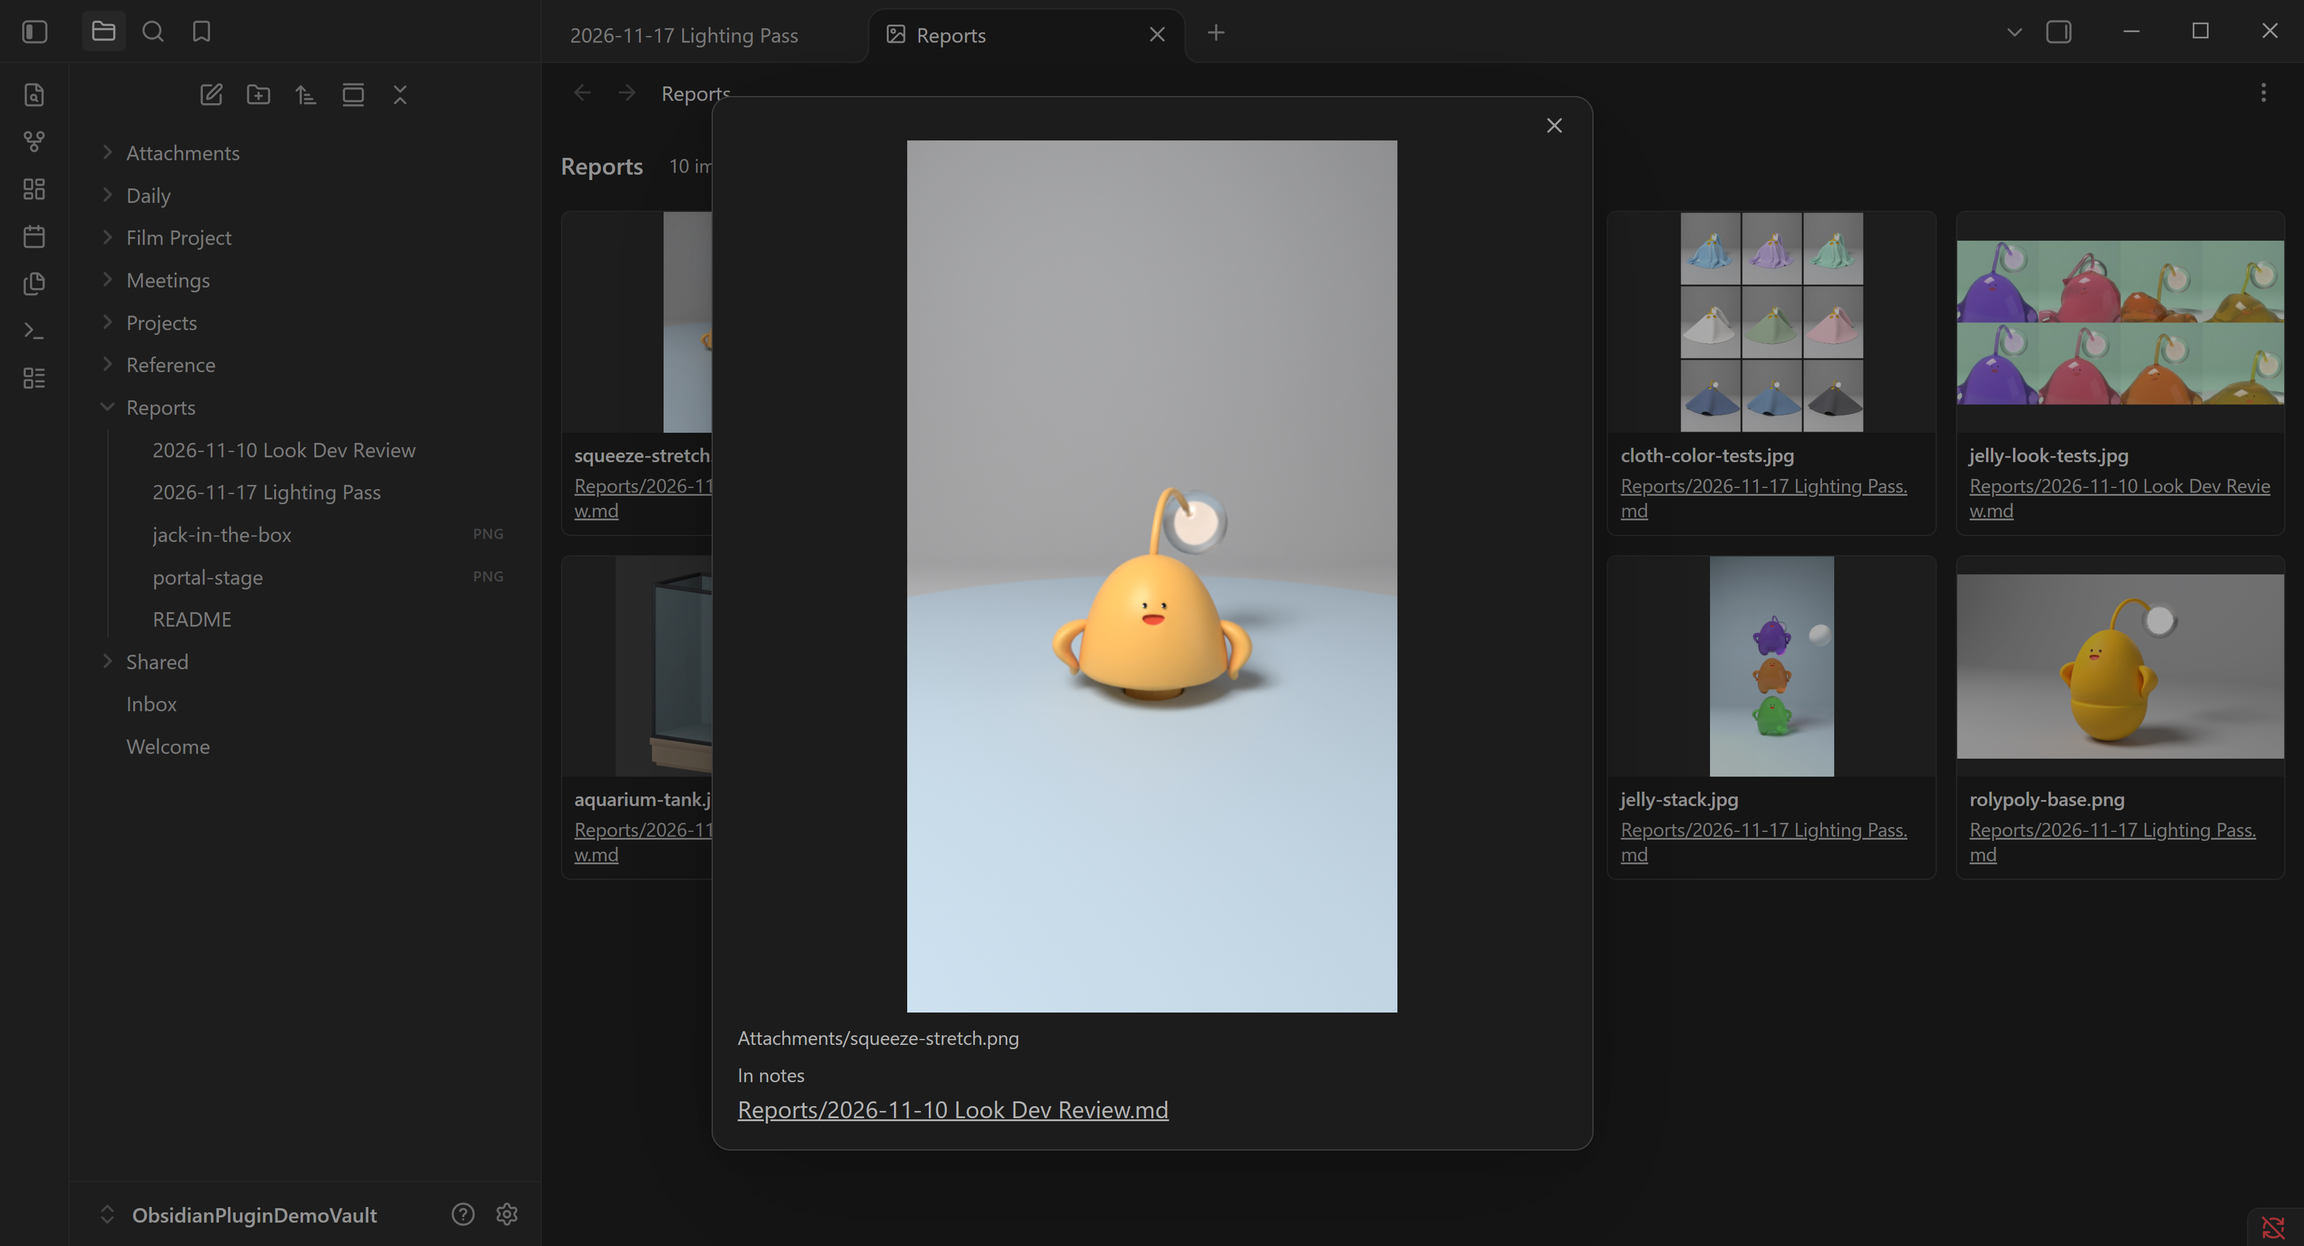 2026-11-17 Lighting Pass
Reports
Reports
Attachments
Daily
Film Project
Meetings
Projects
Reference
Reports
2026-11-10 Look Dev Review
2026-11-17 Lighting Pass
jack-in-the-box PNG
portal-stage PNG
README
Shared
Inbox
Welcome
ObsidianPluginDemoVault
Reports 10 im
squeeze-stretch
Reports/2026-11
w.md
cloth-color-tests.jpg
Reports/2026-11-17 Lighting Pass.
md
jelly-look-tests.jpg
Reports/2026-11-10 Look Dev Revie
w.md
aquarium-tank.j
Reports/2026-11
w.md
jelly-stack.jpg
Reports/2026-11-17 Lighting Pass.
md
rolypoly-base.png
Reports/2026-11-17 Lighting Pass.
md
Attachments/squeeze-stretch.png
In notes
Reports/2026-11-10 Look Dev Review.md